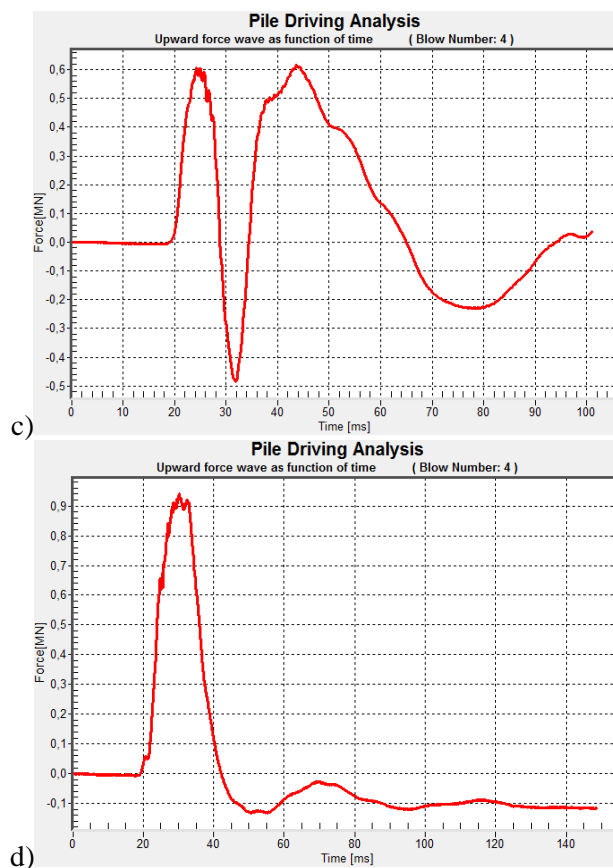 Pile Driving Analysis
Upward force wave as function of time ( Blow Number: 4 )
0,6
0,5
0,4
0,3
0,2
0,1
0,0
-0,1
-0,2
-0,3
-0,4
-0,5
Force[MN]
0 10 20 30 40 50 60 70 80 90 100
Time [ms]
c)
Pile Driving Analysis
Upward force wave as function of time ( Blow Number: 4 )
0,9
0,8
0,7
0,6
0,5
0,4
0,3
0,2
0,1
0,0
-0,1
Force[MN]
0 20 40 60 80 100 120 140
Time [ms]
d)